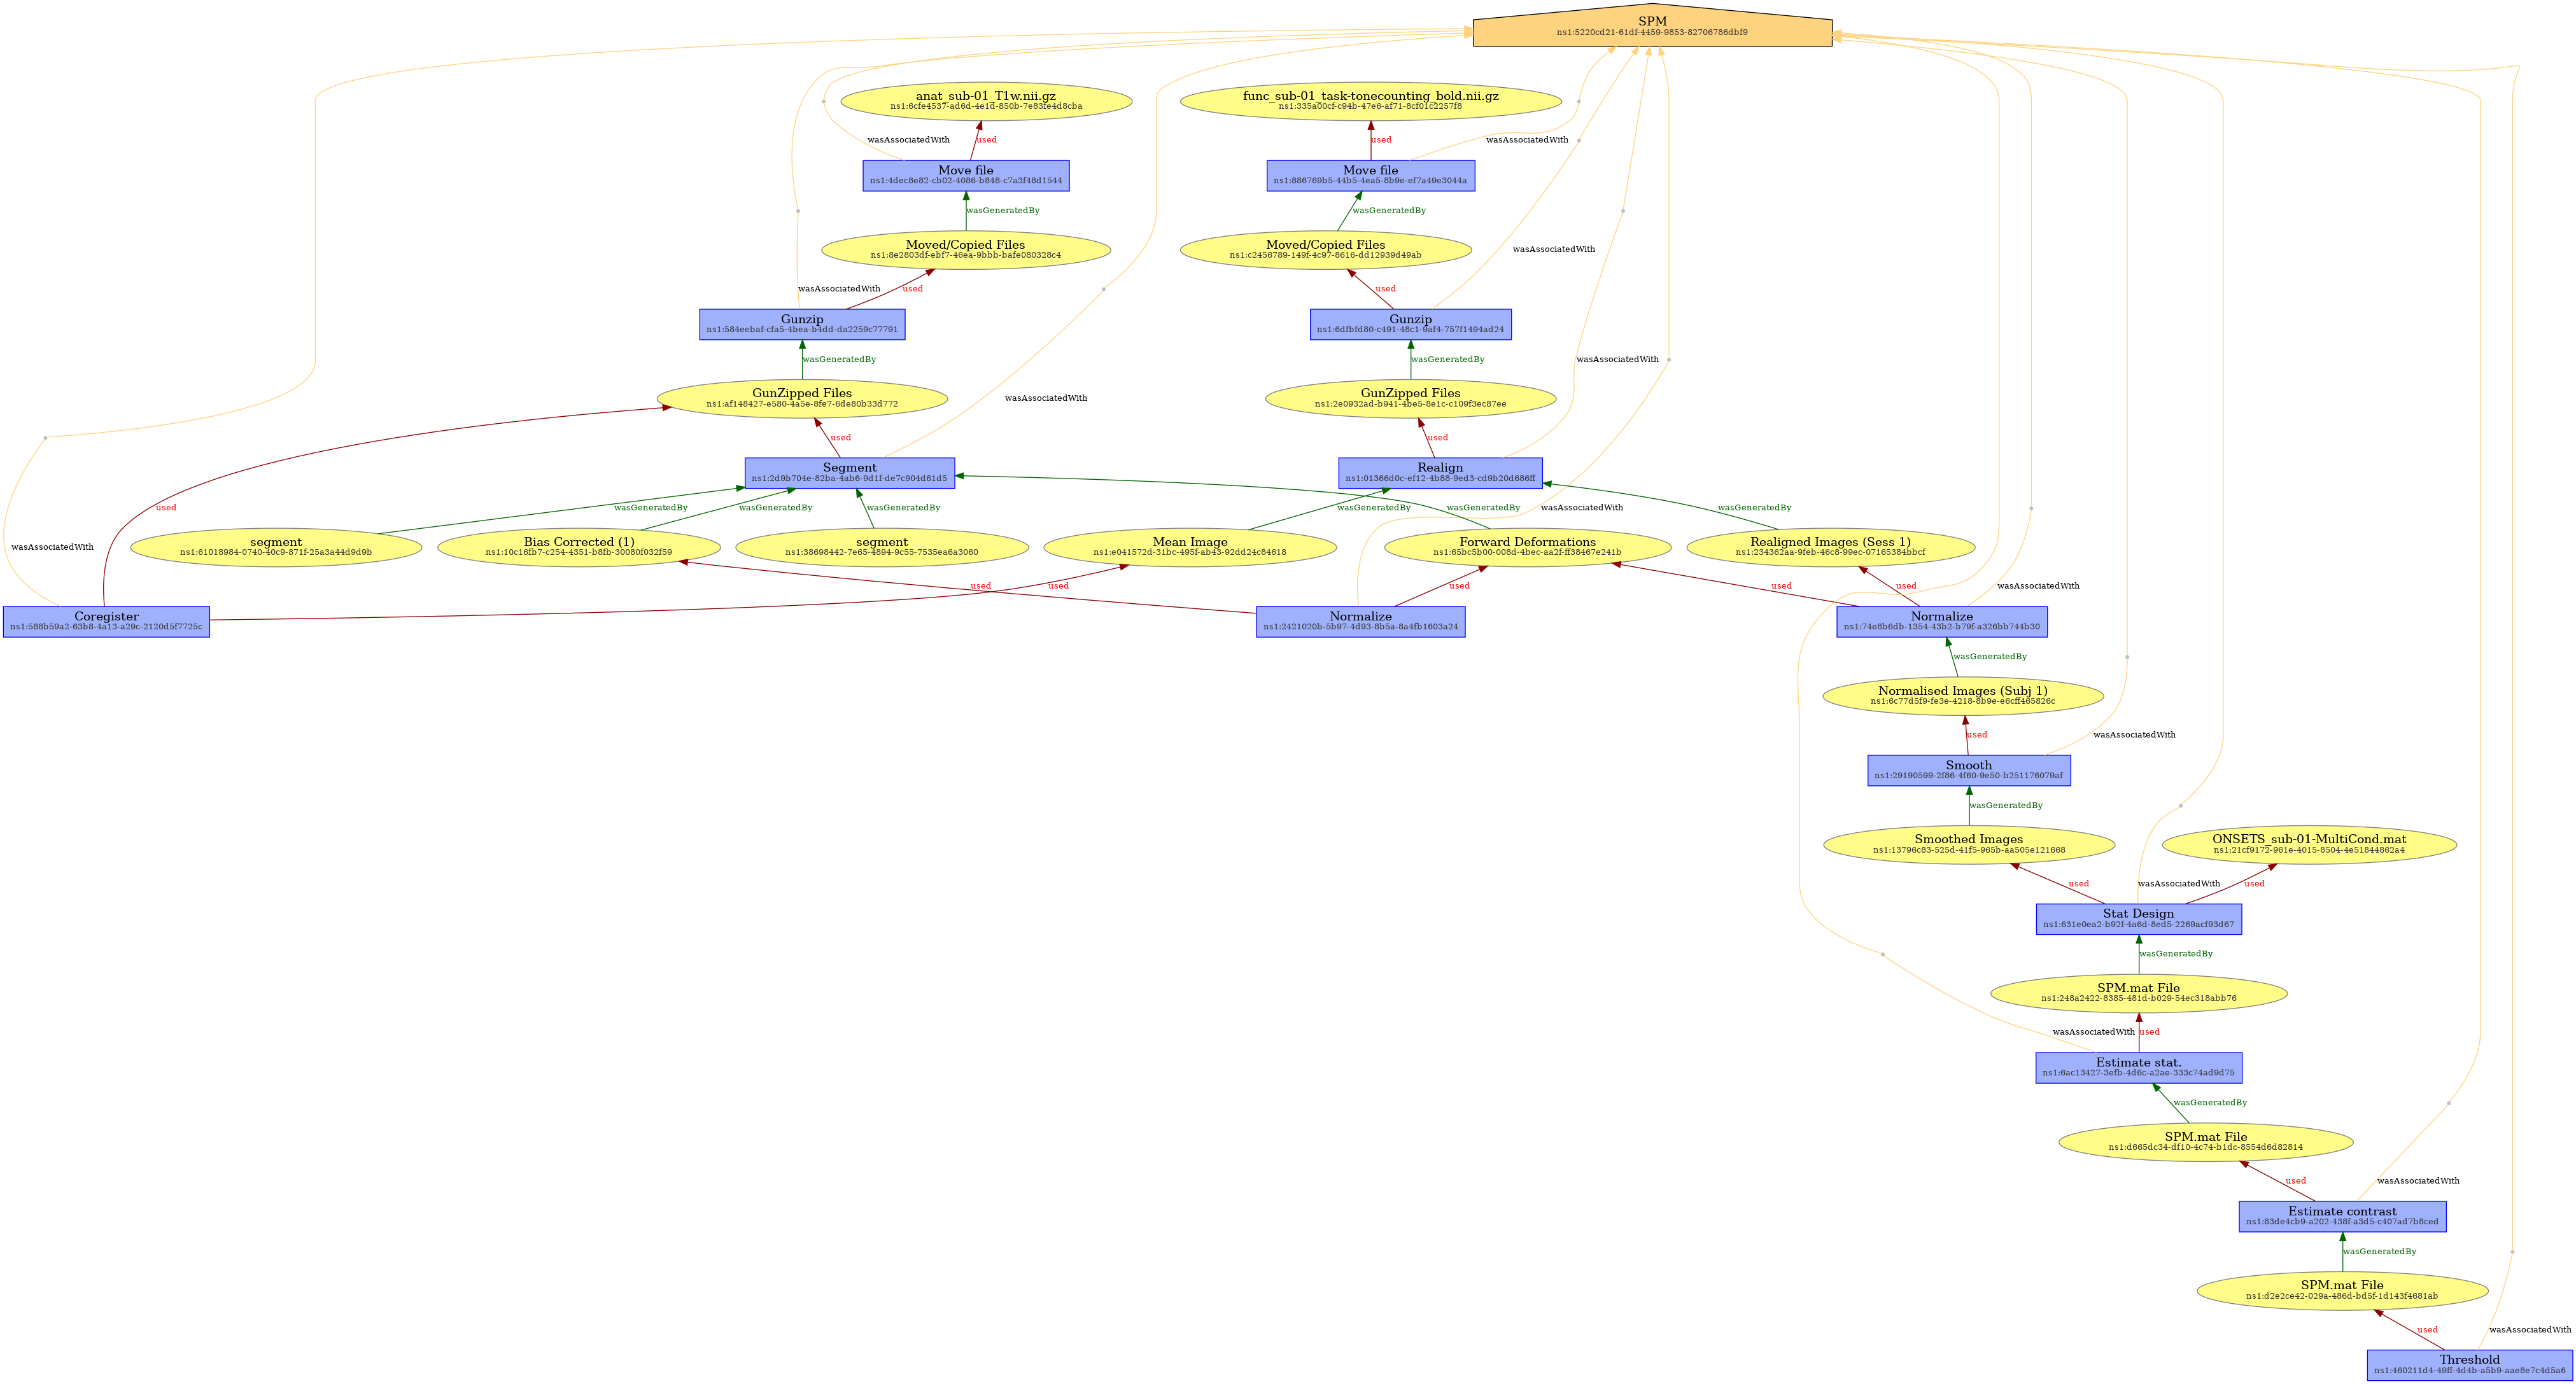 SPM
ns1:5220cd21-61df-4459-9853-82706786dbf9
anat_sub-01_T1w.nii.gz
ns1:6cfe4537-ad6d-4e1d-850b-7e83fe4d8cba
func_sub-01_task-tonecounting_bold.nii.gz
ns1:335a00cf-c94b-47e6-af71-8cf01c2257f8
wasAssociatedWith
used
used
wasAssociatedWith
Move file
ns1:4dec8e82-cb02-4086-b848-c7a3f48d1544
Move file
ns1:886769b5-44b5-4ea5-8b9e-ef7a49e3044a
wasGeneratedBy
wasGeneratedBy
Moved/Copied Files
ns1:8e2803df-ebf7-46ea-9bbb-bafe080328c4
Moved/Copied Files
ns1:c2456789-149f-4c97-8616-dd12939d49ab
wasAssociatedWith
wasAssociatedWith
used
used
Gunzip
ns1:584eebaf-cfa5-4bea-b4dd-da2259c77791
Gunzip
ns1:6dfbfd80-c491-48c1-9af4-757f1494ad24
wasGeneratedBy
wasGeneratedBy
wasAssociatedWith
GunZipped Files
ns1:af148427-e580-4a5e-8fe7-6de80b33d772
wasAssociatedWith
GunZipped Files
ns1:2e0932ad-b941-4be5-8e1c-c109f3ec87ee
used
used
Segment
ns1:2d9b704e-82ba-4ab6-9d1f-de7c904d61d5
Realign
ns1:01366d0c-ef12-4b88-9ed3-cd9b20d686ff
used
wasGeneratedBy
wasGeneratedBy
wasGeneratedBy
wasGeneratedBy
wasGeneratedBy
wasAssociatedWith
wasGeneratedBy
wasAssociatedWith
segment
ns1:61018984-0740-40c9-871f-25a3a44d9d9b
Bias Corrected (1)
ns1:10c16fb7-c254-4351-b8fb-30080f032f59
segment
ns1:38698442-7e65-4894-9c55-7535ea6a3060
Mean Image
ns1:e041572d-31bc-495f-ab43-92dd24c84618
Forward Deformations
ns1:65bc5b00-008d-4bec-aa2f-ff38467e241b
Realigned Images (Sess 1)
ns1:234362aa-9feb-46c8-99ec-07165384bbcf
used
used
used
used
used
wasAssociatedWith
Coregister
ns1:588b59a2-63b8-4a13-a29c-2120d5f7725c
Normalize
ns1:2421020b-5b97-4d93-8b5a-8a4fb1603a24
Normalize
ns1:74e8b6db-1354-43b2-b79f-a326bb744b30
wasGeneratedBy
Normalised Images (Subj 1)
ns1:6c77d5f9-fe3e-4218-8b9e-e6cff465826c
used
wasAssociatedWith
Smooth
ns1:29190599-2f86-4f60-9e50-b251176079af
wasGeneratedBy
Smoothed Images
ns1:13796c83-525d-41f5-965b-aa505e121668
ONSETS_sub-01-MultiCond.mat
ns1:21cf9172-961e-4015-8504-4e51844862a4
used
wasAssociatedWith
used
Stat Design
ns1:631e0ea2-b92f-4a6d-8ed5-2269acf93d67
wasGeneratedBy
SPM.mat File
ns1:248a2422-8385-481d-b029-54ec318abb76
wasAssociatedWith
used
Estimate stat.
ns1:6ac13427-3efb-4d6c-a2ae-333c74ad9d75
wasGeneratedBy
SPM.mat File
ns1:d665dc34-df10-4c74-b1dc-8554d6d82814
used
wasAssociatedWith
Estimate contrast
ns1:83de4cb9-a202-438f-a3d5-c407ad7b8ced
wasGeneratedBy
SPM.mat File
ns1:d2e2ce42-029a-486d-bd5f-1d143f4681ab
used
wasAssociatedWith
Threshold
ns1:460211d4-49ff-4d4b-a5b9-aae8e7c4d5a6